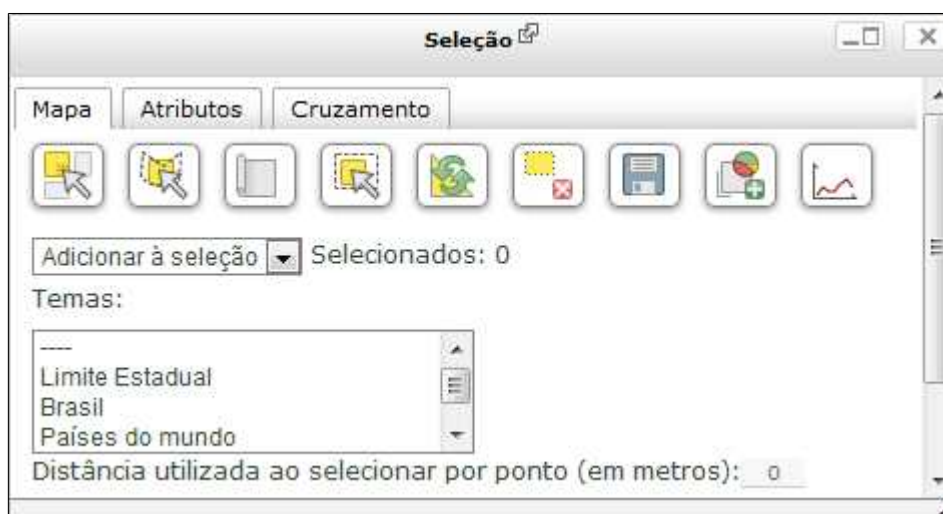 Seleção
Mapa
Atributos
Cruzamento
Adicionar à seleção
Selecionados: 0
Temas:
----
Limite Estadual
Brasil
Países do mundo
Distância utilizada ao selecionar por ponto (em metros): 0